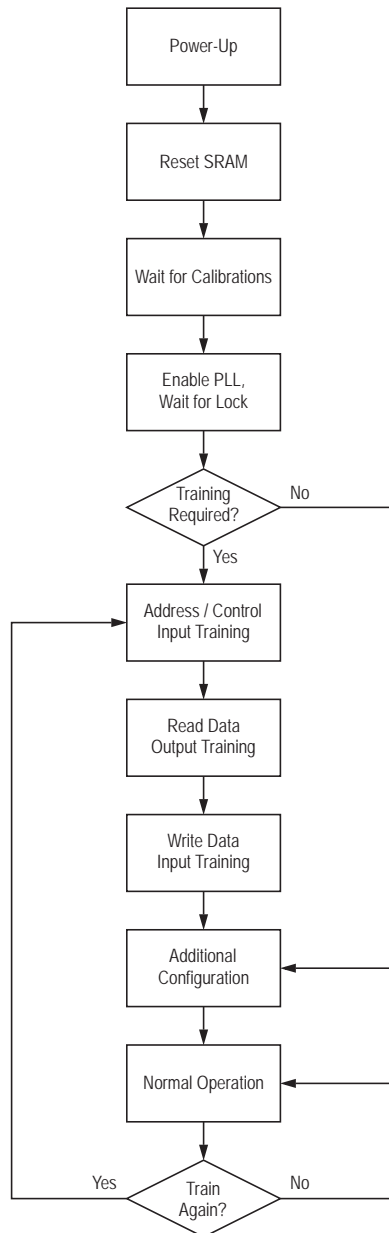 Power-Up
Reset SRAM
Wait for Calibrations
Enable PLL,
Wait for Lock
Training
Required?
No
Yes
Address / Control
Input Training
Read Data
Output Training
Write Data
Input Training
Additional
Configuration
Normal Operation
Yes
Train
Again?
No